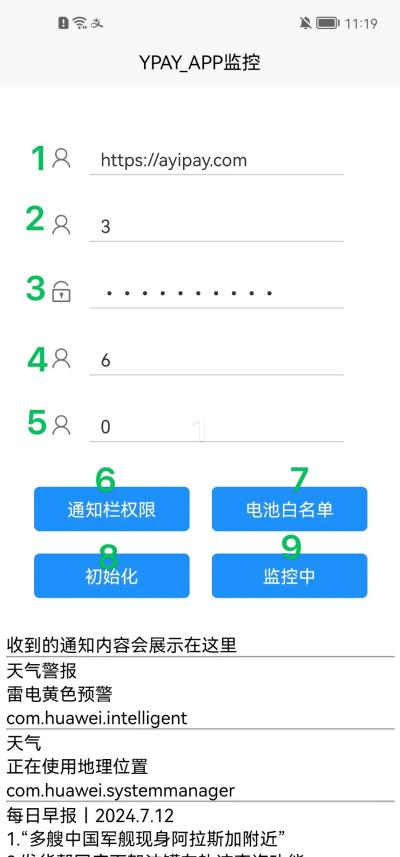 11:19
YPAY_APP监控
1 https://ayipay.com
2 3
3 • • • • • • • • • •
4 6
5 0
6 7
通知栏权限 电池白名单
8 9
初始化 监控中
收到的通知内容会展示在这里
天气警报
雷电黄色预警
com.huawei.intelligent
天气
正在使用地理位置
com.huawei.systemmanager
每日早报丨2024.7.12
1.“多艘中国军舰现身阿拉斯加附近”